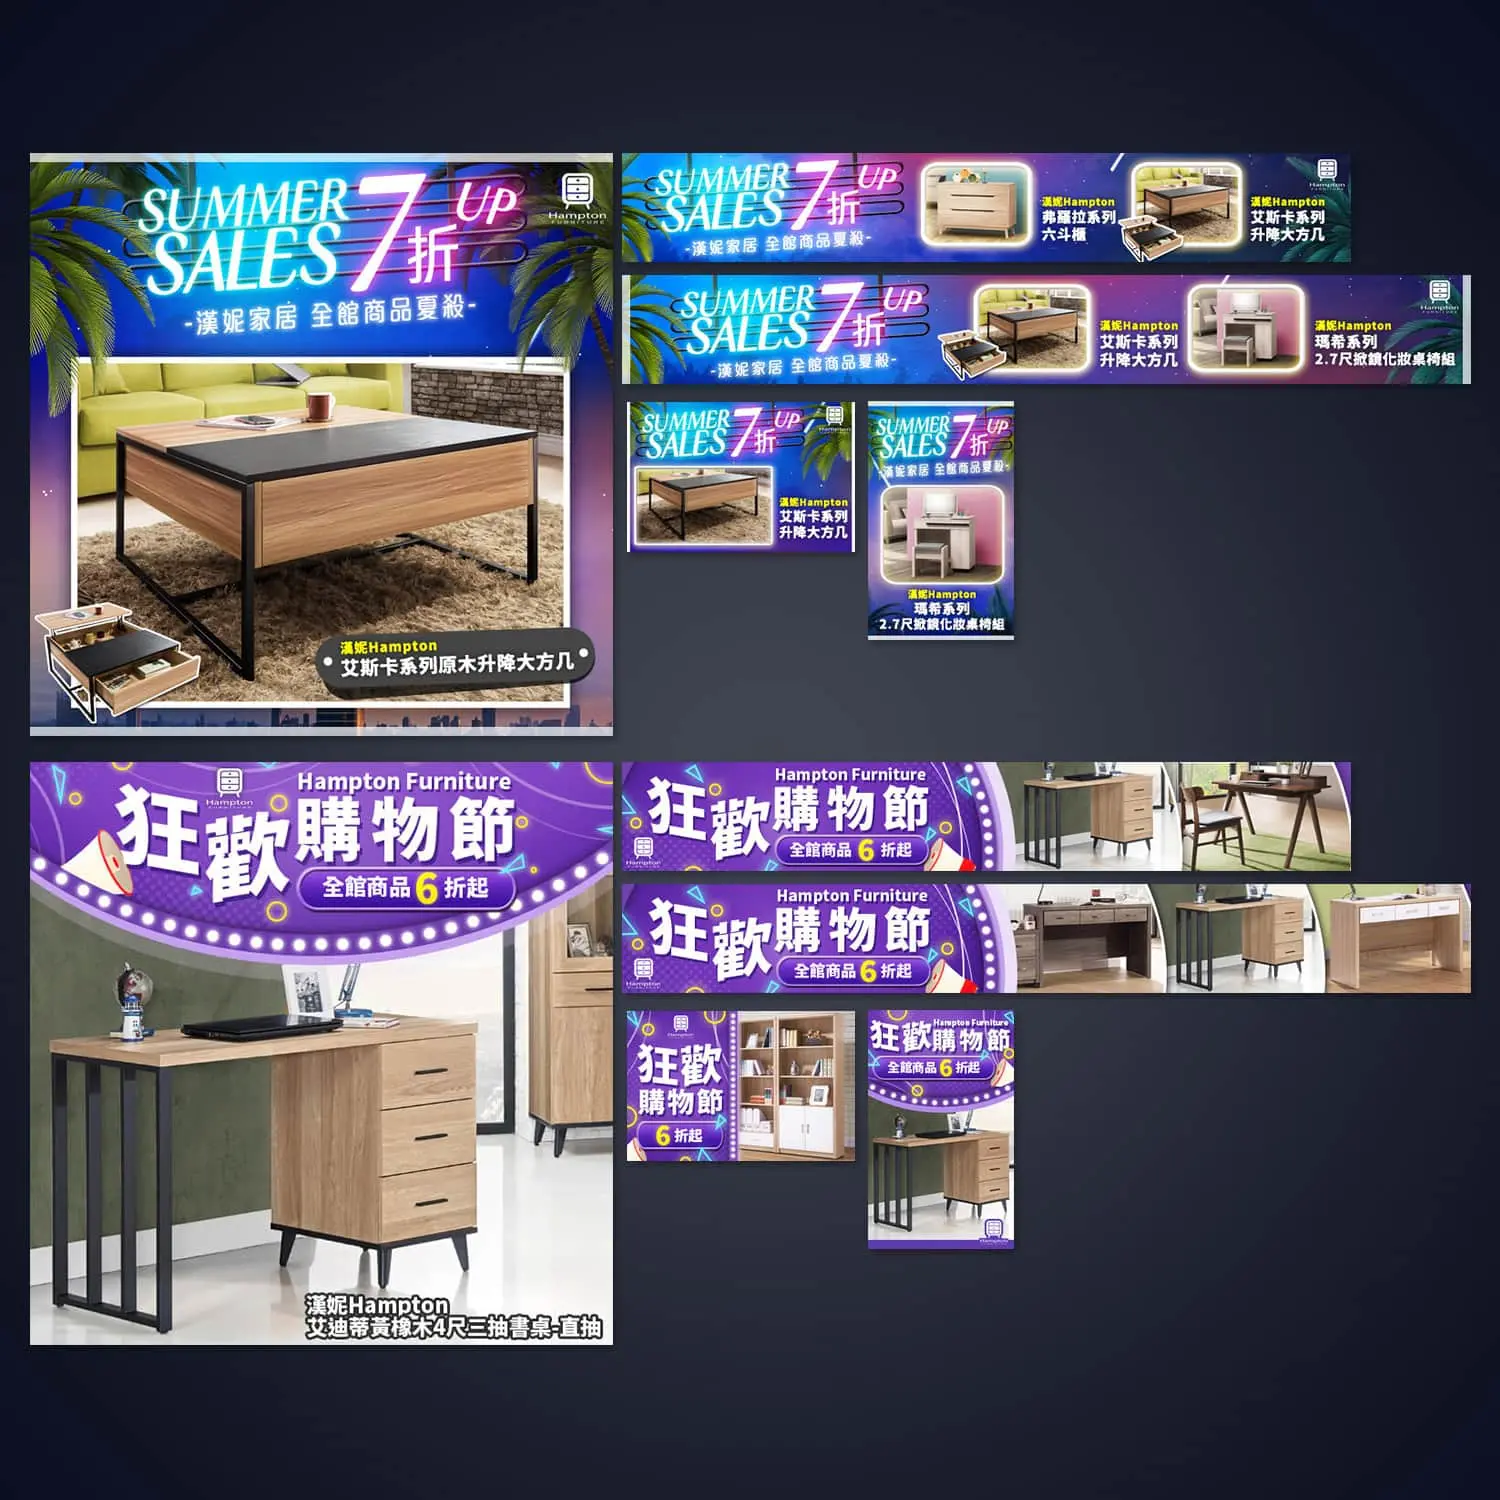 SUMMER
SALES
7折
UP
-漢妮家居 全館商品夏殺-
Hampton
FURNITURE
漢妮Hampton
艾斯卡系列原木升降大方几
SUMMER
SALES
7折
UP
-漢妮家居 全館商品夏殺-
漢妮Hampton
弗羅拉系列
六斗櫃
漢妮Hampton
艾斯卡系列
升降大方几
Hampton
FURNITURE
SUMMER
SALES
7折
UP
-漢妮家居 全館商品夏殺-
漢妮Hampton
艾斯卡系列
升降大方几
漢妮Hampton
瑪希系列
2.7尺掀鏡化妝桌椅組
Hampton
FURNITURE
SUMMER
SALES
7折
UP
Hampton
漢妮Hampton
艾斯卡系列
升降大方几
SUMMER
SALES
7折
UP
-漢妮家居 全館商品夏殺-
漢妮Hampton
瑪希系列
2.7尺掀鏡化妝桌椅組
Hampton
FURNITURE
Hampton Furniture
狂歡購物節
全館商品6折起
漢妮Hampton
艾迪蒂黃橡木4尺三抽書桌-直抽
Hampton Furniture
狂歡購物節
全館商品6折起
Hampton
Hampton Furniture
狂歡購物節
全館商品6折起
Hampton
Hampton
狂歡
購物節
6折起
Hampton Furniture
狂歡購物節
全館商品6折起
Hampton